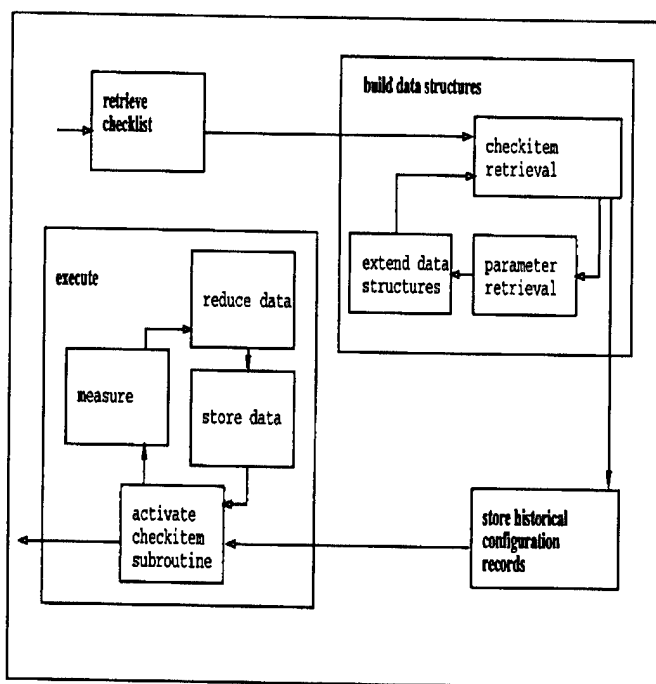 retrieve
checklist
build data structures
checkitem
retrieval
extend data
structures
parameter
retrieval
execute
reduce data
measure
store data
activate
checkitem
subroutine
store historical
configuration
records